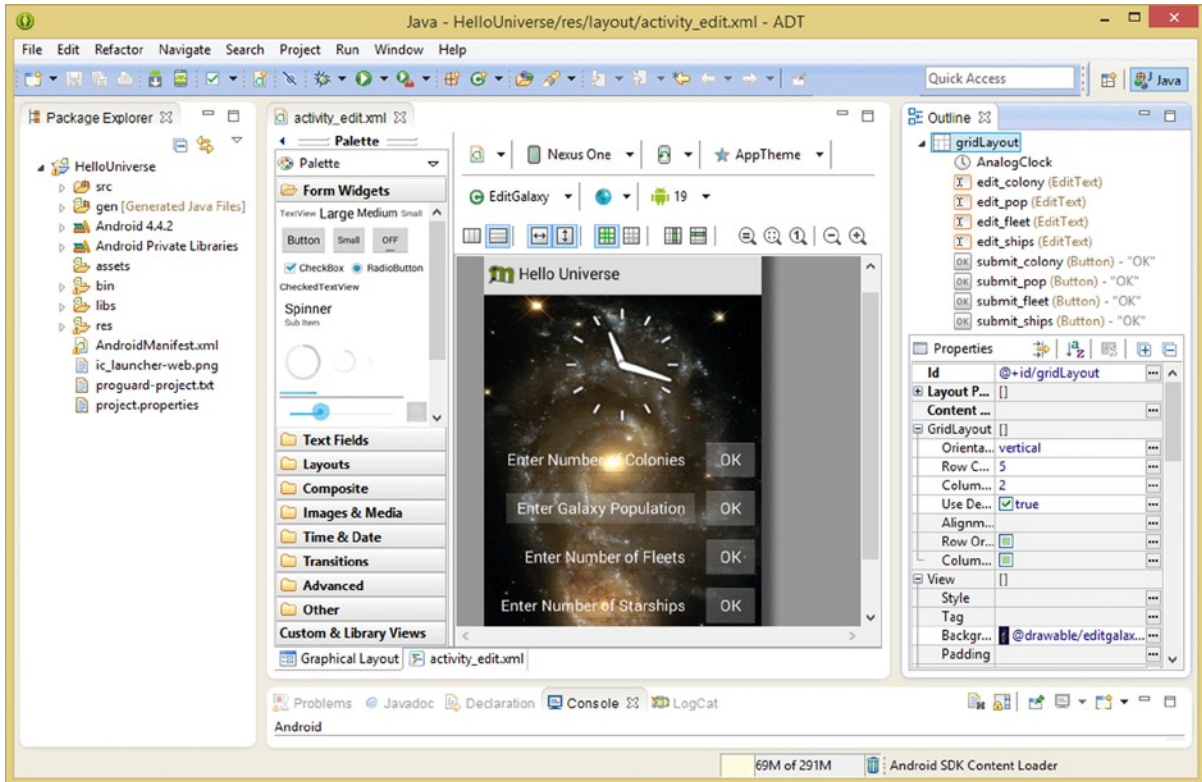 Java - HelloUniverse/res/layout/activity_edit.xml - ADT
File Edit Refactor Navigate Search Project Run Window Help
Quick Access
Java
Package Explorer
HelloUniverse
src
gen [Generated Java Files]
Android 4.4.2
Android Private Libraries
assets
bin
libs
res
AndroidManifest.xml
ic_launcher-web.png
proguard-project.txt
project.properties
activity_edit.xml
Palette
Palette
Form Widgets
TextView Large Medium Small
Button Small OFF
CheckBox RadioButton
CheckedTextView
Spinner
Sub Item
Text Fields
Layouts
Composite
Images & Media
Time & Date
Transitions
Advanced
Other
Custom & Library Views
Graphical Layout activity_edit.xml
Nexus One AppTheme
EditGalaxy 19
Hello Universe
Enter Number of Colonies OK
Enter Galaxy Population OK
Enter Number of Fleets OK
Enter Number of Starships OK
Outline
gridLayout
AnalogClock
edit_colony (EditText)
edit_pop (EditText)
edit_fleet (EditText)
edit_ships (EditText)
OK submit_colony (Button) - "OK"
OK submit_pop (Button) - "OK"
OK submit_fleet (Button) - "OK"
OK submit_ships (Button) - "OK"
Properties
Id @+id/gridLayout
Layout P... []
Content ...
GridLayout []
Orienta... vertical
Row C... 5
Colum... 2
Use De... true
Alignm...
Row Or...
Colum...
View []
Style
Tag
Backgr... @drawable/editgalax...
Padding
Problems Javadoc Declaration Console LogCat
Android
69M of 291M Android SDK Content Loader